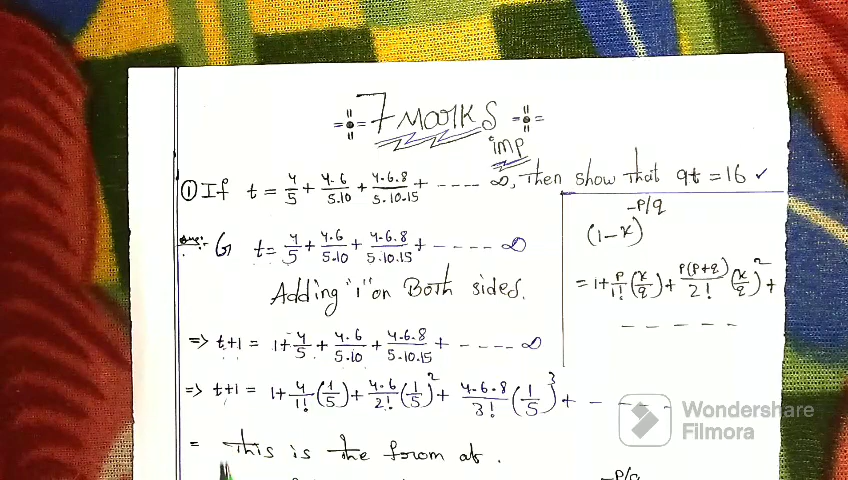 7 MARKS
imp
① If t = 4/5 + 4·6/5·10 + 4·6·8/5·10·15 + ---- ∞, Then show that 9t = 16 ✓
Ans:- G t = 4/5 + 4·6/5·10 + 4·6·8/5·10·15 + ---- ∞
Adding "1" on Both sides.
=> t+1 = 1 + 4/5 + 4·6/5·10 + 4·6·8/5·10·15 + ---- ∞
=> t+1 = 1 + 4/1! (1/5) + 4·6/2! (1/5)² + 4·6·8/3! (1/5)³ + - - - -
= This is the form at.
(1-x)^-P/q
= 1 + P/1! (x/q) + P(P+q)/2! (x/q)² +
- - - - - -
-P/q
Wondershare
Filmora